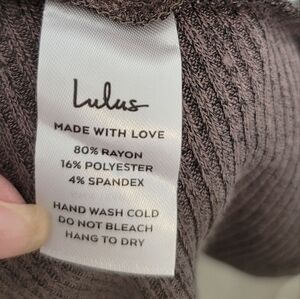 Lulus
MADE WITH LOVE
80% RAYON
16% POLYESTER
4% SPANDEX
HAND WASH COLD
DO NOT BLEACH
HANG TO DRY